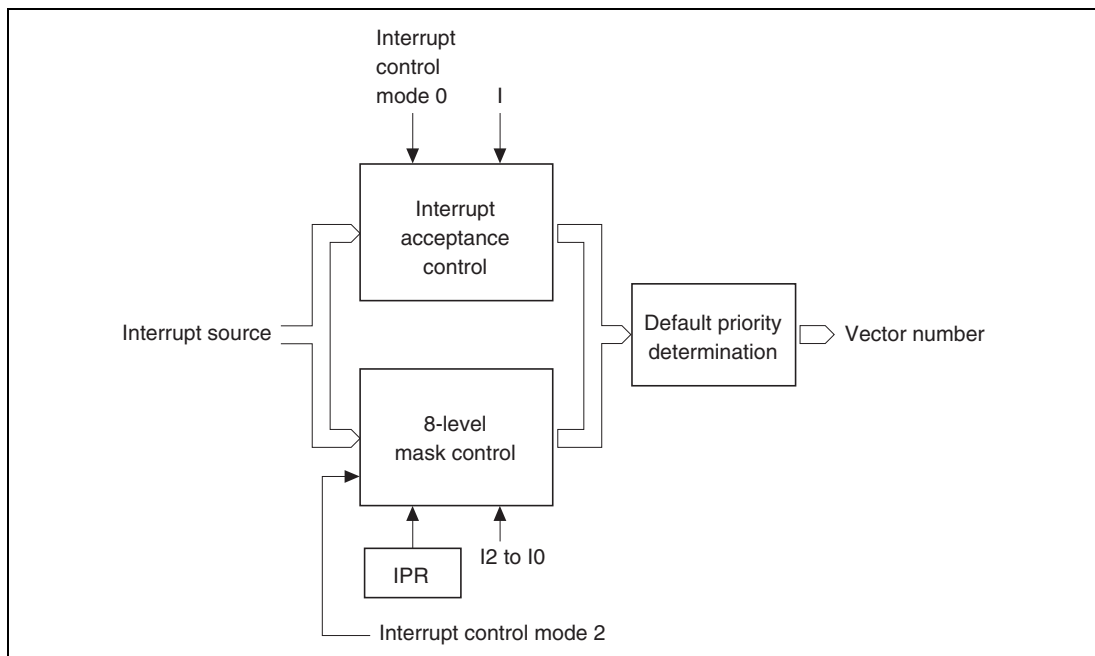 Interrupt
control
mode 0
I
Interrupt
acceptance
control
Interrupt source
Default priority
determination
Vector number
8-level
mask control
IPR
I2 to I0
Interrupt control mode 2